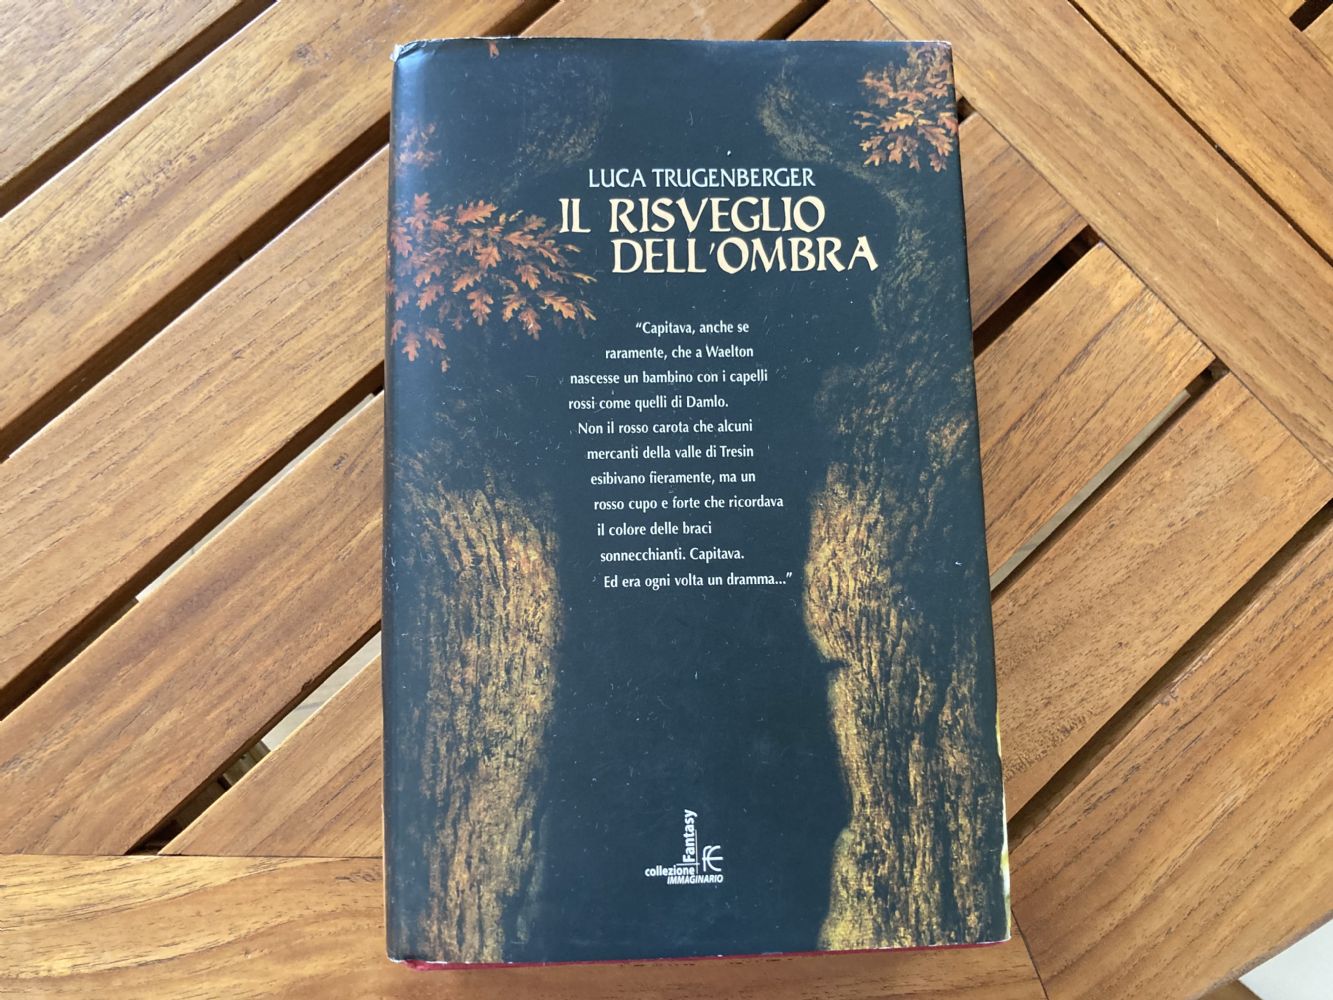 LUCA TRUGENBERGER
IL RISVEGLIO
DELL'OMBRA
“Capitava, anche se
raramente, che a Waelton
nascesse un bambino con i capelli
rossi come quelli di Damlo.
Non il rosso carota che alcuni
mercanti della valle di Tresin
esibivano fieramente, ma un
rosso cupo e forte che ricordava
il colore delle braci
sonnecchianti. Capitava.
Ed era ogni volta un dramma...”
Fantasy
collezione
IMMAGINARIO
FE